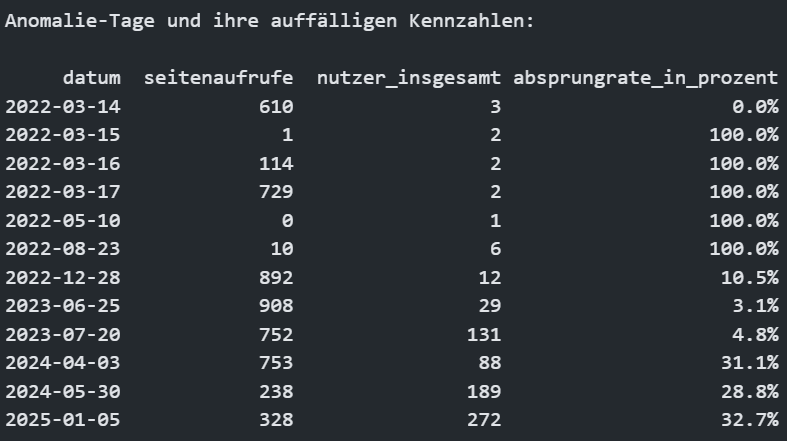 Anomalie-Tage und ihre auffälligen Kennzahlen:
datum seitenaufrufe nutzer_insgesamt absprungrate_in_prozent
2022-03-14 610 3 0.0%
2022-03-15 1 2 100.0%
2022-03-16 114 2 100.0%
2022-03-17 729 2 100.0%
2022-05-10 0 1 100.0%
2022-08-23 10 6 100.0%
2022-12-28 892 12 10.5%
2023-06-25 908 29 3.1%
2023-07-20 752 131 4.8%
2024-04-03 753 88 31.1%
2024-05-30 238 189 28.8%
2025-01-05 328 272 32.7%